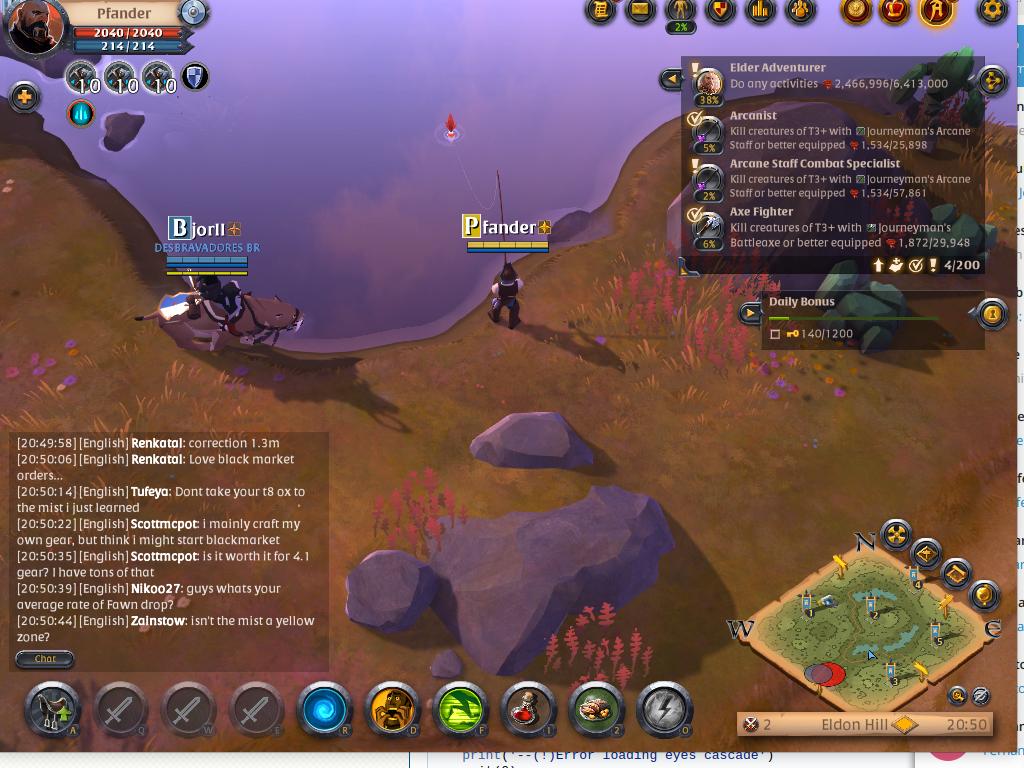 Pfander
2040/2040
214/214
10 10 10
2%
Elder Adventurer
Do any activities 2,466,996/6,413,000
38%
Arcanist
Kill creatures of T3+ with Journeyman's Arcane
Staff or better equipped 1,534/25,898
5%
Arcane Staff Combat Specialist
Kill creatures of T3+ with Journeyman's Arcane
Staff or better equipped 1,534/57,861
2%
Axe Fighter
Kill creatures of T3+ with Journeyman's
Battleaxe or better equipped 1,872/29,948
6%
4/200
Daily Bonus
140/1200
Bjorll
DESBRAVADORES BR
Pfander
[20:49:58] [English] Renkatal: correction 1.3m
[20:50:06] [English] Renkatal: Love black market
orders...
[20:50:14] [English] Tufeya: Dont take your t8 ox to
the mist i just learned
[20:50:22] [English] Scottmcpot: i mainly craft my
own gear, but think i might start blackmarket
[20:50:35] [English] Scottmcpot: is it worth it for 4.1
gear? I have tons of that
[20:50:39] [English] Nikoo27: guys whats your
average rate of Fawn drop?
[20:50:44] [English] Zainstow: isn't the mist a yellow
zone?
Chat
A Q W E R D F 1 2 O
N
W E
4
2
5
3
2 Eldon Hill 20:50
print('--(!)Error loading eyes cascade')